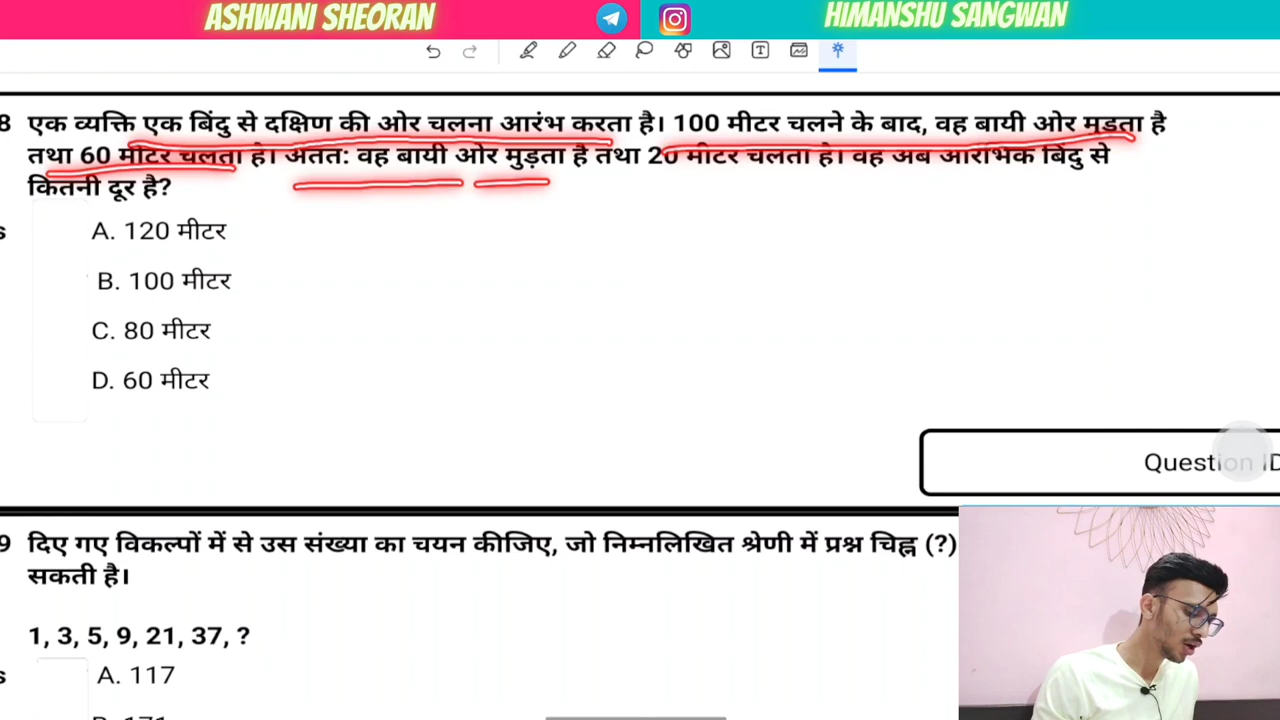 ASHWANI SHEORAN
HIMANSHU SANGWAN
8 एक व्यक्ति एक बिंदु से दक्षिण की ओर चलना आरंभ करता है। 100 मीटर चलने के बाद, वह बायी ओर मुड़ता है
तथा 60 मीटर चलता है। अंतत: वह बायी ओर मुड़ता है तथा 20 मीटर चलता है। वह अब आरंभिक बिंदु से
कितनी दूर है?
s
A. 120 मीटर
B. 100 मीटर
C. 80 मीटर
D. 60 मीटर
Question ID
9 दिए गए विकल्पों में से उस संख्या का चयन कीजिए, जो निम्नलिखित श्रेणी में प्रश्न चिह्न (?)
सकती है।
1, 3, 5, 9, 21, 37, ?
s
A. 117
B. 171